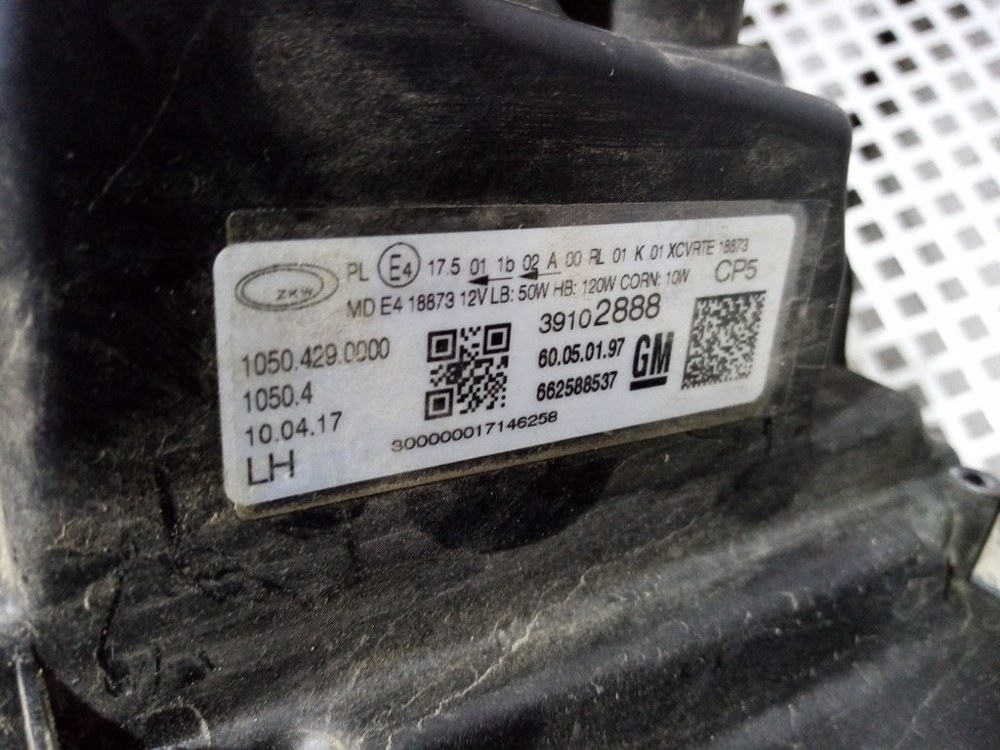 ZKW
PL E4 17.5 01 1b 02 A 00 RL 01 K 01 XCVRTE 18873
MD E4 18873 12V LB: 50W HB: 120W CORN: 10W CP5
39102888
1050.429.0000
60.05.01.97
GM
1050.4
662588537
10.04.17
300000017146258
LH